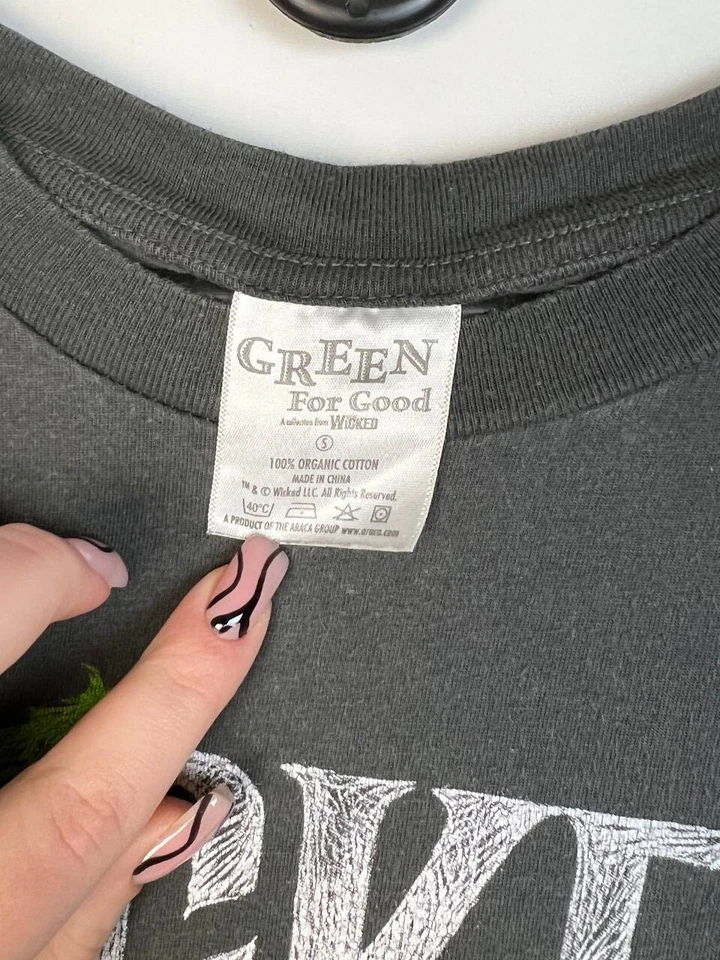 GREEN
For Good
A collection from WICKED
S
100% ORGANIC COTTON
MADE IN CHINA
™ & © Wicked LLC. All Rights Reserved.
40°C
A PRODUCT OF THE ARACA GROUP www.araca.com